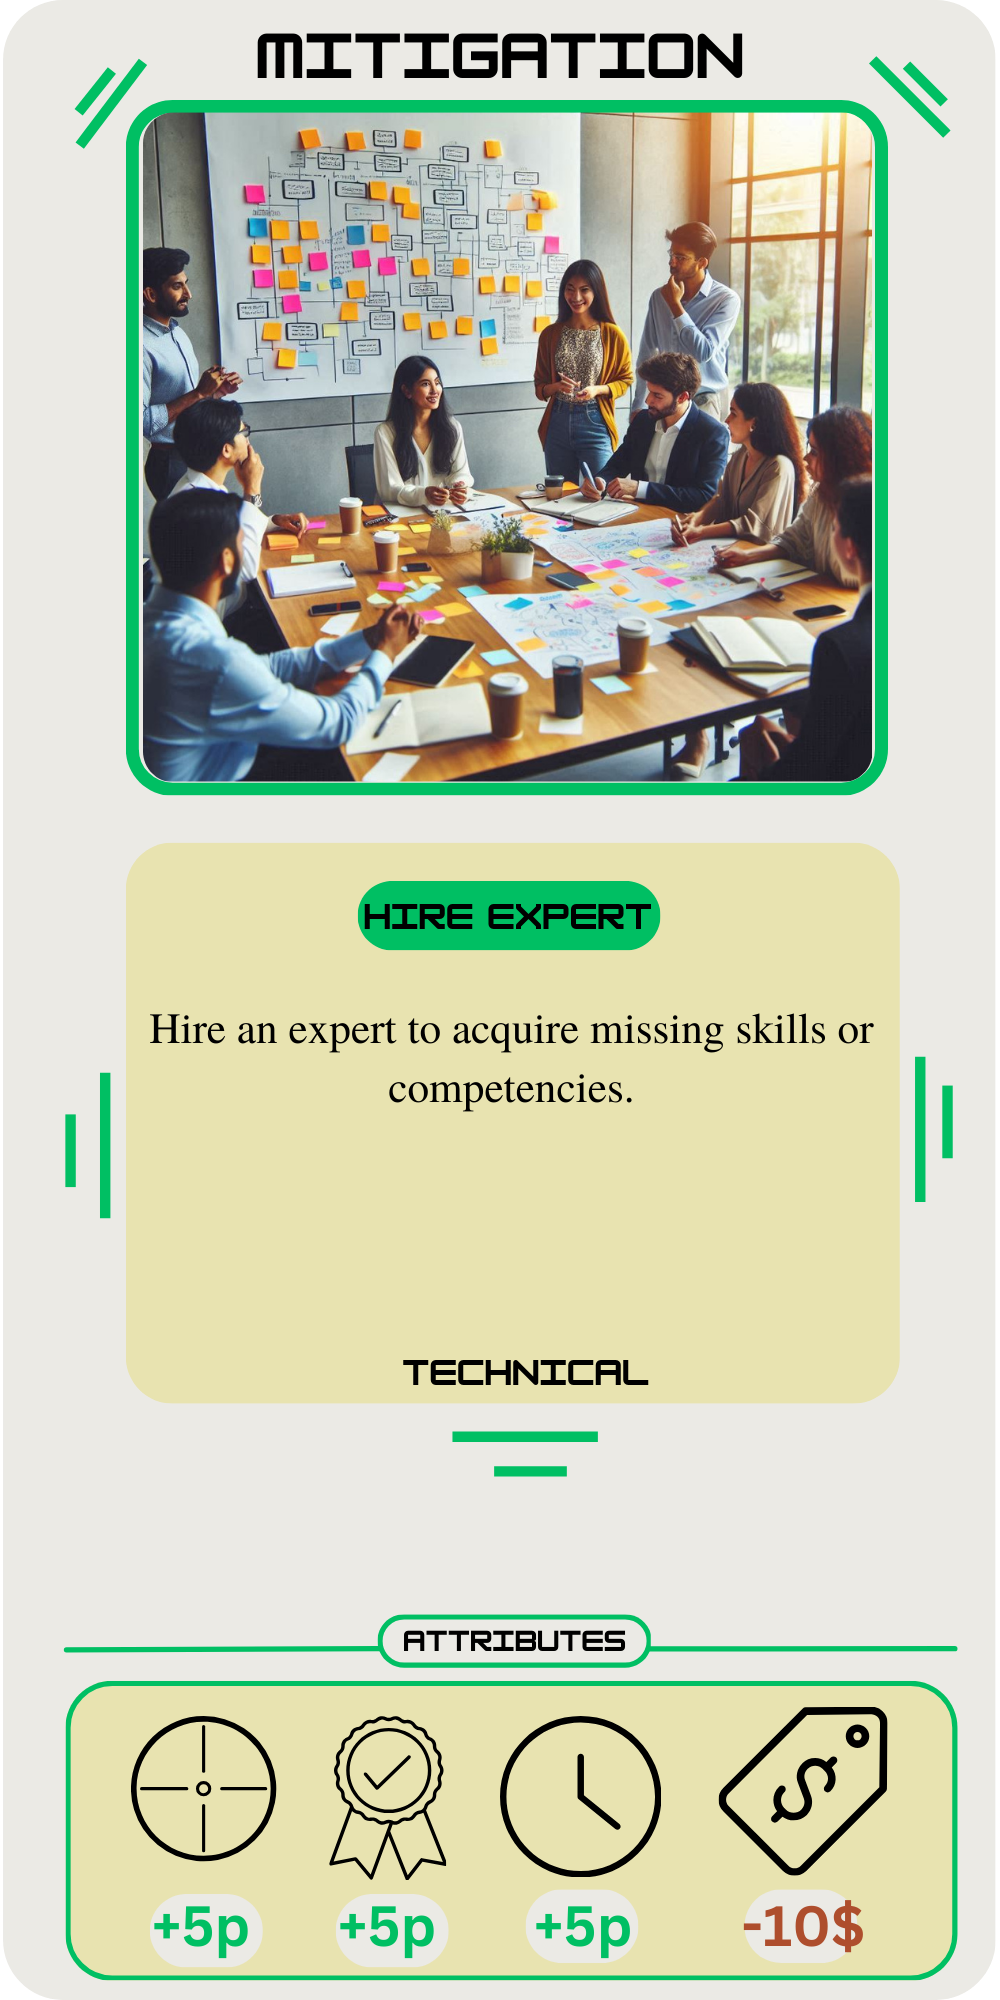 MITIGATION
HIRE EXPERT
Hire an expert to acquire missing skills or
competencies.
TECHNICAL
ATTRIBUTES
+5p +5p +5p -10$